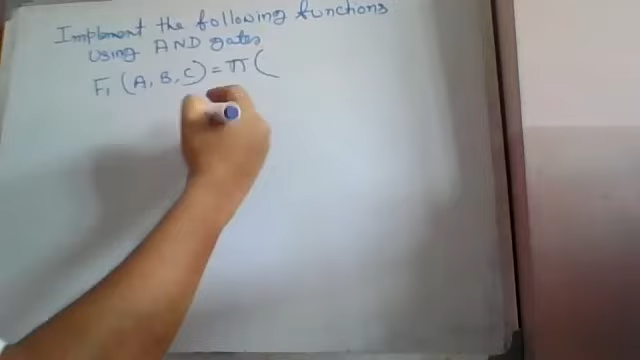 Implement the following functions
using AND gates
F₁ (A, B, C) = π (